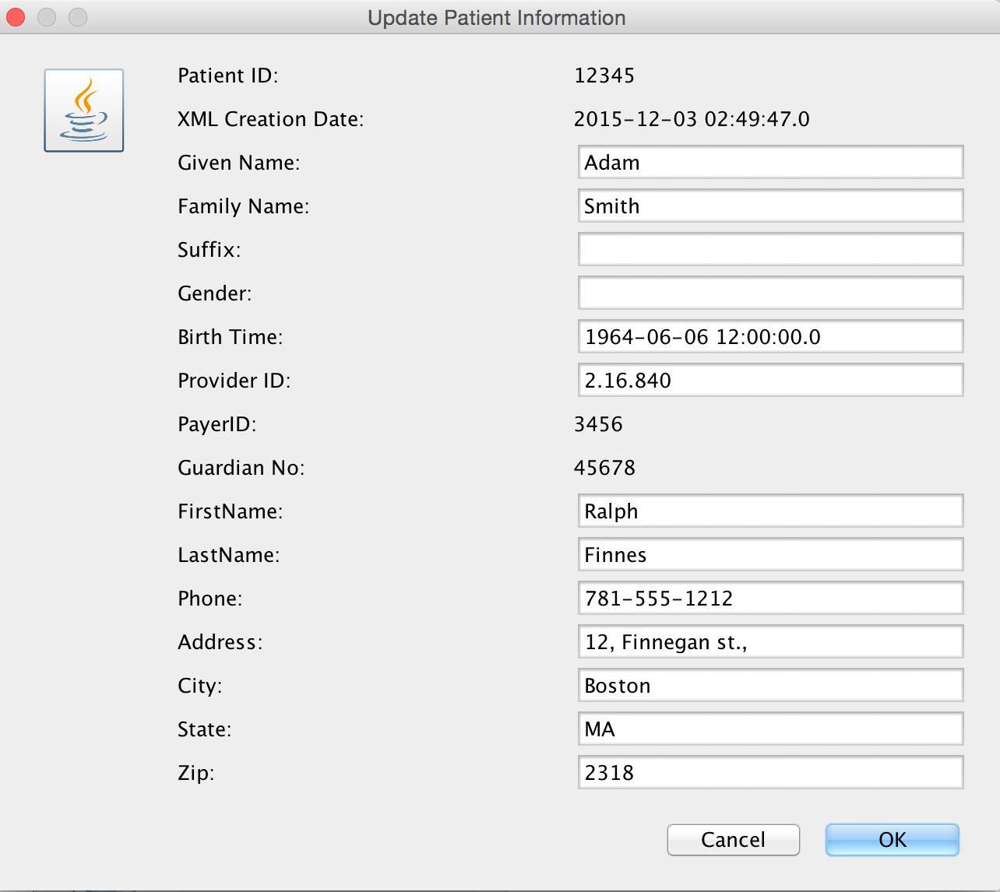 Update Patient Information
Patient ID: 12345
XML Creation Date: 2015-12-03 02:49:47.0
Given Name: Adam
Family Name: Smith
Suffix:
Gender:
Birth Time: 1964-06-06 12:00:00.0
Provider ID: 2.16.840
PayerID: 3456
Guardian No: 45678
FirstName: Ralph
LastName: Finnes
Phone: 781-555-1212
Address: 12, Finnegan st.,
City: Boston
State: MA
Zip: 2318
Cancel OK